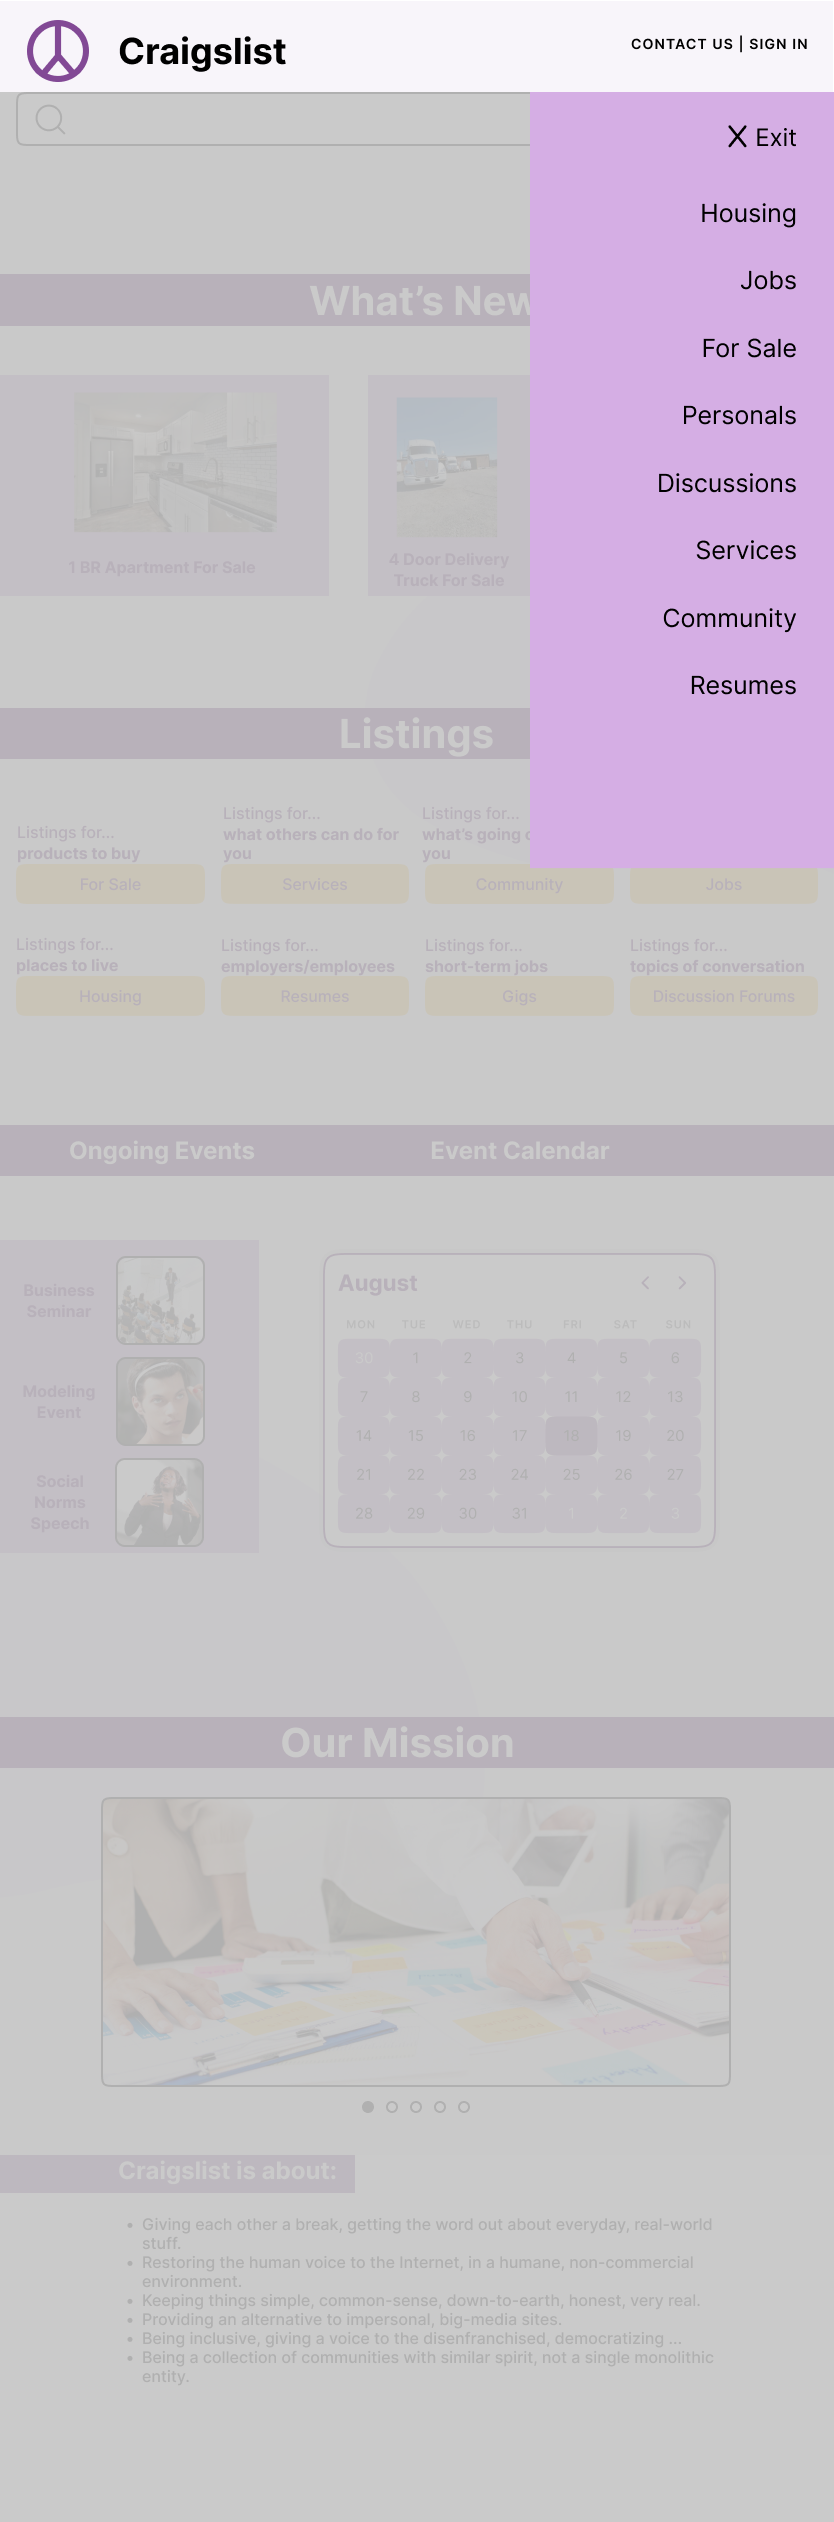 Craigslist
CONTACT US | SIGN IN
X Exit
Housing
Jobs
For Sale
Personals
Discussions
Services
Community
Resumes
What's New
1 BR Apartment For Sale
4 Door Delivery
Truck For Sale
Listings
Listings for...
products to buy
For Sale
Listings for...
what others can do for
you
Services
Listings for...
what's going
you
Community
Jobs
Listings for...
places to live
Housing
Listings for...
employers/employees
Resumes
Listings for...
short-term jobs
Gigs
Listings for...
topics of conversation
Discussion Forums
Ongoing Events
Event Calendar
Business
Seminar
Modeling
Event
Social
Norms
Speech
August
MON TUE WED THU FRI SAT SUN
30 1 2 3 4 5 6
7 8 9 10 11 12 13
14 15 16 17 18 19 20
21 22 23 24 25 26 27
28 29 30 31 1 2 3
Our Mission
Craigslist is about:
• Giving each other a break, getting the word out about everyday, real-world
stuff.
• Restoring the human voice to the Internet, in a humane, non-commercial
environment.
• Keeping things simple, common-sense, down-to-earth, honest, very real.
• Providing an alternative to impersonal, big-media sites.
• Being inclusive, giving a voice to the disenfranchised, democratizing ...
• Being a collection of communities with similar spirit, not a single monolithic
entity.